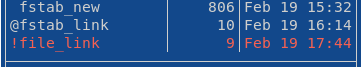 fstab_new 806 Feb 19 15:32
@fstab_link 10 Feb 19 16:14
!file_link 9 Feb 19 17:44